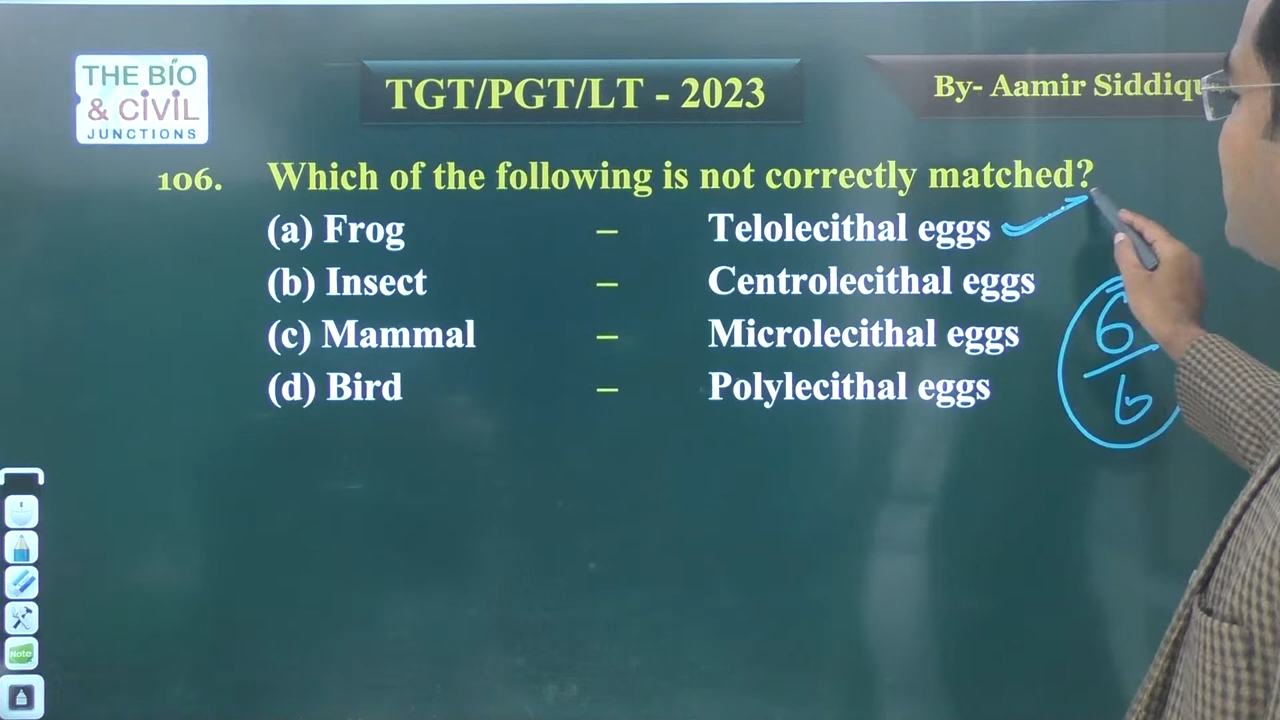 THE BIO
& CIVIL
JUNCTIONS
TGT/PGT/LT - 2023
By- Aamir Siddiqu
106. Which of the following is not correctly matched?
(a) Frog – Telolecithal eggs
(b) Insect – Centrolecithal eggs
(c) Mammal – Microlecithal eggs
(d) Bird – Polylecithal eggs
6
b
Note